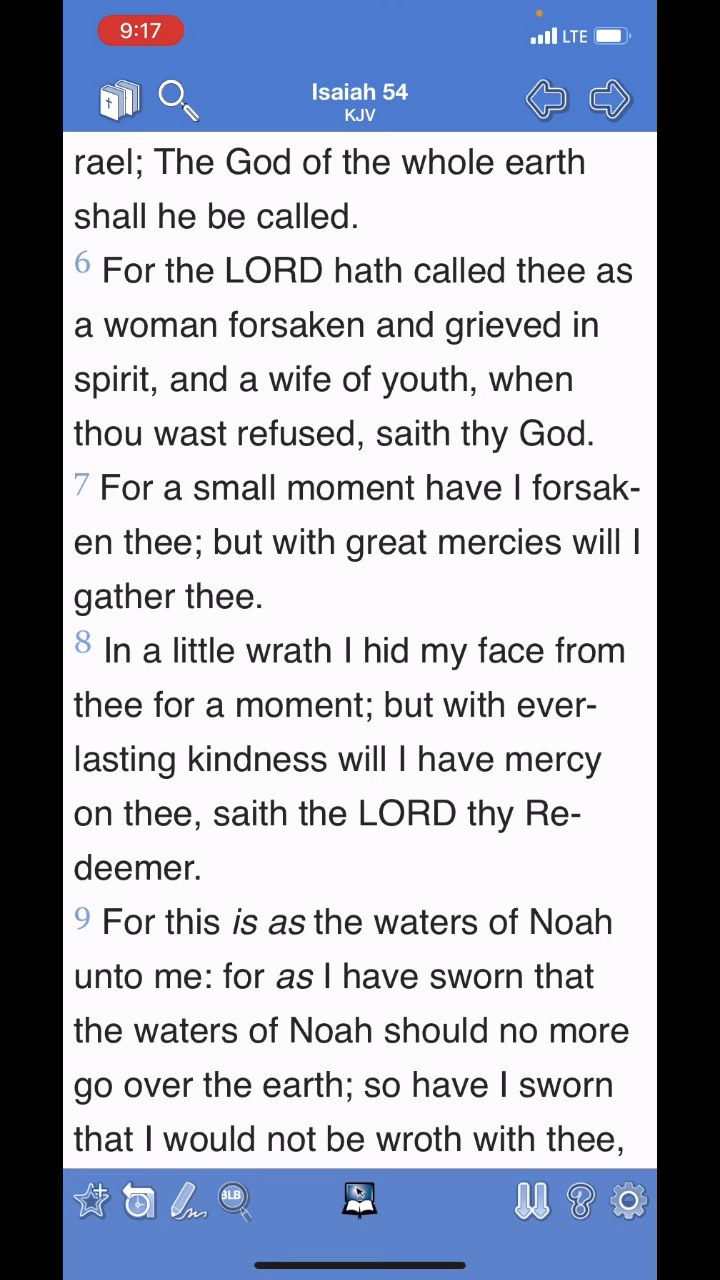 9:17
LTE
Isaiah 54
KJV
rael; The God of the whole earth
shall he be called.
6 For the LORD hath called thee as
a woman forsaken and grieved in
spirit, and a wife of youth, when
thou wast refused, saith thy God.
7 For a small moment have I forsak-
en thee; but with great mercies will I
gather thee.
8 In a little wrath I hid my face from
thee for a moment; but with ever-
lasting kindness will I have mercy
on thee, saith the LORD thy Re-
deemer.
9 For this is as the waters of Noah
unto me: for as I have sworn that
the waters of Noah should no more
go over the earth; so have I sworn
that I would not be wroth with thee,
BLB